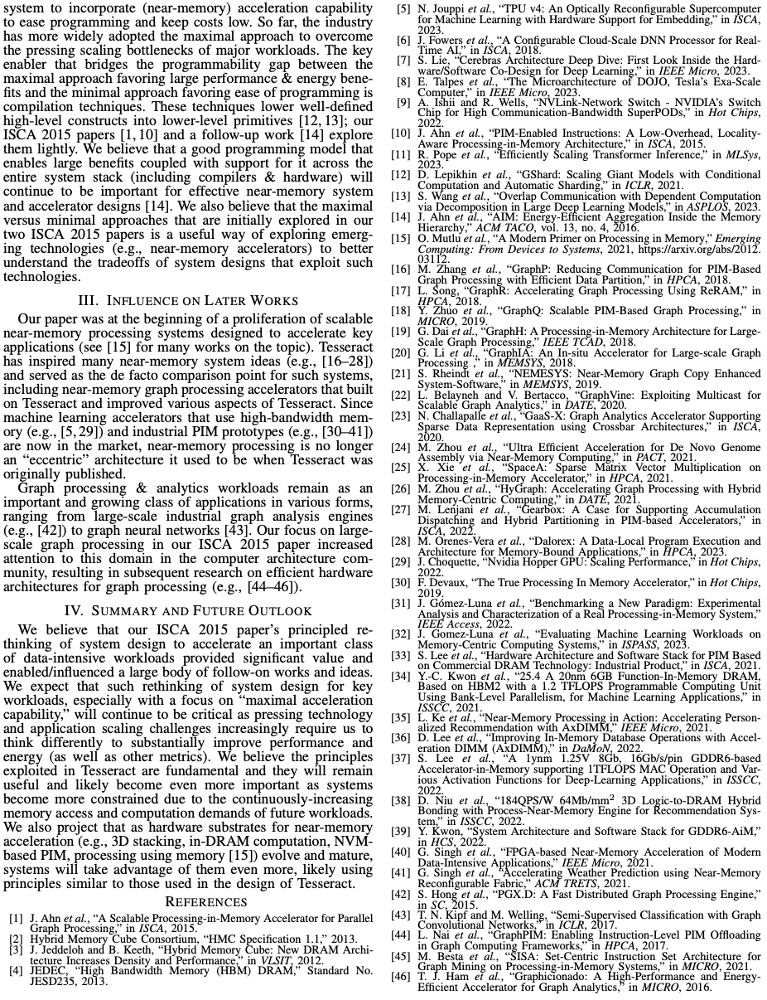 system to incorporate (near-memory) acceleration capability
to ease programming and keep costs low. So far, the industry
has more widely adopted the maximal approach to overcome
the pressing scaling bottlenecks of major workloads. The key
enabler that bridges the programmability gap between the
maximal approach favoring large performance & energy bene-
fits and the minimal approach favoring ease of programming is
compilation techniques. These techniques lower well-defined
high-level constructs into lower-level primitives [12, 13]; our
ISCA 2015 papers [1, 10] and a follow-up work [14] explore
them lightly. We believe that a good programming model that
enables large benefits coupled with support for it across the
entire system stack (including compilers & hardware) will
continue to be important for effective near-memory system
and accelerator designs [14]. We also believe that the maximal
versus minimal approaches that are initially explored in our
two ISCA 2015 papers is a useful way of exploring emerg-
ing technologies (e.g., near-memory accelerators) to better
understand the tradeoffs of system designs that exploit such
technologies.
III. Influence on Later Works
Our paper was at the beginning of a proliferation of scalable
near-memory processing systems designed to accelerate key
applications (see [15] for many works on the topic). Tesseract
has inspired many near-memory system ideas (e.g., [16–28])
and served as the de facto comparison point for such systems,
including near-memory graph processing accelerators that built
on Tesseract and improved various aspects of Tesseract. Since
machine learning accelerators that use high-bandwidth mem-
ory (e.g., [5, 29]) and industrial PIM prototypes (e.g., [30–41])
are now in the market, near-memory processing is no longer
an “eccentric” architecture it used to be when Tesseract was
originally published.
Graph processing & analytics workloads remain as an
important and growing class of applications in various forms,
ranging from large-scale industrial graph analysis engines
(e.g., [42]) to graph neural networks [43]. Our focus on large-
scale graph processing in our ISCA 2015 paper increased
attention to this domain in the computer architecture com-
munity, resulting in subsequent research on efficient hardware
architectures for graph processing (e.g., [44–46]).
IV. Summary and Future Outlook
We believe that our ISCA 2015 paper’s principled re-
thinking of system design to accelerate an important class
of data-intensive workloads provided significant value and
enabled/influenced a large body of follow-on works and ideas.
We expect that such rethinking of system design for key
workloads, especially with a focus on “maximal acceleration
capability,” will continue to be critical as pressing technology
and application scaling challenges increasingly require us to
think differently to substantially improve performance and
energy (as well as other metrics). We believe the principles
exploited in Tesseract are fundamental and they will remain
useful and likely become even more important as systems
become more constrained due to the continuously-increasing
memory access and computation demands of future workloads.
We also project that as hardware substrates for near-memory
acceleration (e.g., 3D stacking, in-DRAM computation, NVM-
based PIM, processing using memory [15]) evolve and mature,
systems will take advantage of them even more, likely using
principles similar to those used in the design of Tesseract.
References
[1] J. Ahn et al., “A Scalable Processing-in-Memory Accelerator for Parallel
Graph Processing,” in ISCA, 2015.
[2] Hybrid Memory Cube Consortium, “HMC Specification 1.1,” 2013.
[3] J. Jeddeloh and B. Keeth, “Hybrid Memory Cube: New DRAM Archi-
tecture Increases Density and Performance,” in VLSIT, 2012.
[4] JEDEC, “High Bandwidth Memory (HBM) DRAM,” Standard No.
JESD235, 2013.
[5] N. Jouppi et al., “TPU v4: An Optically Reconfigurable Supercomputer
for Machine Learning with Hardware Support for Embedding,” in ISCA,
2023.
[6] J. Fowers et al., “A Configurable Cloud-Scale DNN Processor for Real-
Time AI,” in ISCA, 2018.
[7] S. Lie, “Cerebras Architecture Deep Dive: First Look Inside the Hard-
ware/Software Co-Design for Deep Learning,” in IEEE Micro, 2023.
[8] E. Talpes et al., “The Microarchitecture of DOJO, Tesla’s Exa-Scale
Computer,” in IEEE Micro, 2023.
[9] A. Ishii and R. Wells, “NVLink-Network Switch - NVIDIA’s Switch
Chip for High Communication-Bandwidth SuperPODs,” in Hot Chips,
2022.
[10] J. Ahn et al., “PIM-Enabled Instructions: A Low-Overhead, Locality-
Aware Processing-in-Memory Architecture,” in ISCA, 2015.
[11] R. Pope et al., “Efficiently Scaling Transformer Inference,” in MLSys,
2023.
[12] D. Lepikhin et al., “GShard: Scaling Giant Models with Conditional
Computation and Automatic Sharding,” in ICLR, 2021.
[13] S. Wang et al., “Overlap Communication with Dependent Computation
via Decomposition in Large Deep Learning Models,” in ASPLOS, 2023.
[14] J. Ahn et al., “AIM: Energy-Efficient Aggregation Inside the Memory
Hierarchy,” ACM TACO, vol. 13, no. 4, 2016.
[15] O. Mutlu et al., “A Modern Primer on Processing in Memory,” Emerging
Computing: From Devices to Systems, 2021, https://arxiv.org/abs/2012.
03112.
[16] M. Zhang et al., “GraphP: Reducing Communication for PIM-Based
Graph Processing with Efficient Data Partition,” in HPCA, 2018.
[17] L. Song, “GraphR: Accelerating Graph Processing Using ReRAM,” in
HPCA, 2018.
[18] Y. Zhuo et al., “GraphQ: Scalable PIM-Based Graph Processing,” in
MICRO, 2019.
[19] G. Dai et al., “GraphH: A Processing-in-Memory Architecture for Large-
Scale Graph Processing,” IEEE TCAD, 2018.
[20] G. Li et al., “GraphIA: An In-situ Accelerator for Large-scale Graph
Processing ,” in MEMSYS, 2018.
[21] S. Rheindt et al., “NEMESYS: Near-Memory Graph Copy Enhanced
System-Software,” in MEMSYS, 2019.
[22] L. Belayneh and V. Bertacco, “GraphVine: Exploiting Multicast for
Scalable Graph Analytics,” in DATE, 2020.
[23] N. Challapalle et al., “GaaS-X: Graph Analytics Accelerator Supporting
Sparse Data Representation using Crossbar Architectures,” in ISCA,
2020.
[24] M. Zhou et al., “Ultra Efficient Acceleration for De Novo Genome
Assembly via Near-Memory Computing,” in PACT, 2021.
[25] X. Xie et al., “SpaceA: Sparse Matrix Vector Multiplication on
Processing-in-Memory Accelerator,” in HPCA, 2021.
[26] M. Zhou et al., “HyGraph: Accelerating Graph Processing with Hybrid
Memory-Centric Computing,” in DATE, 2021.
[27] M. Lenjani et al., “Gearbox: A Case for Supporting Accumulation
Dispatching and Hybrid Partitioning in PIM-based Accelerators,” in
ISCA, 2022.
[28] M. Orenes-Vera et al., “Dalorex: A Data-Local Program Execution and
Architecture for Memory-Bound Applications,” in HPCA, 2023.
[29] J. Choquette, “Nvidia Hopper GPU: Scaling Performance,” in Hot Chips,
2022.
[30] F. Devaux, “The True Processing In Memory Accelerator,” in Hot Chips,
2019.
[31] J. Gómez-Luna et al., “Benchmarking a New Paradigm: Experimental
Analysis and Characterization of a Real Processing-in-Memory System,”
IEEE Access, 2022.
[32] J. Gomez-Luna et al., “Evaluating Machine Learning Workloads on
Memory-Centric Computing Systems,” in ISPASS, 2023.
[33] S. Lee et al., “Hardware Architecture and Software Stack for PIM Based
on Commercial DRAM Technology: Industrial Product,” in ISCA, 2021.
[34] Y.-C. Kwon et al., “25.4 A 20nm 6GB Function-In-Memory DRAM,
Based on HBM2 with a 1.2 TFLOPS Programmable Computing Unit
Using Bank-Level Parallelism, for Machine Learning Applications,” in
ISSCC, 2021.
[35] L. Ke et al., “Near-Memory Processing in Action: Accelerating Person-
alized Recommendation with AxDIMM,” IEEE Micro, 2021.
[36] D. Lee et al., “Improving In-Memory Database Operations with Accel-
eration DIMM (AxDIMM),” in DaMoN, 2022.
[37] S. Lee et al., “A 1ynm 1.25V 8Gb, 16Gb/s/pin GDDR6-based
Accelerator-in-Memory supporting 1TFLOPS MAC Operation and Var-
ious Activation Functions for Deep-Learning Applications,” in ISSCC,
2022.
[38] D. Niu et al., “184QPS/W 64Mb/mm² 3D Logic-to-DRAM Hybrid
Bonding with Process-Near-Memory Engine for Recommendation Sys-
tem,” in ISSCC, 2022.
[39] Y. Kwon, “System Architecture and Software Stack for GDDR6-AiM,”
in HCS, 2022.
[40] G. Singh et al., “FPGA-based Near-Memory Acceleration of Modern
Data-Intensive Applications,” IEEE Micro, 2021.
[41] G. Singh et al., “Accelerating Weather Prediction using Near-Memory
Reconfigurable Fabric,” ACM TRETS, 2021.
[42] S. Hong et al., “PGX.D: A Fast Distributed Graph Processing Engine,”
in SC, 2015.
[43] T. N. Kipf and M. Welling, “Semi-Supervised Classification with Graph
Convolutional Networks,” in ICLR, 2017.
[44] L. Nai et al., “GraphPIM: Enabling Instruction-Level PIM Offloading
in Graph Computing Frameworks,” in HPCA, 2017.
[45] M. Besta et al., “SISA: Set-Centric Instruction Set Architecture for
Graph Mining on Processing-in-Memory Systems,” in MICRO, 2021.
[46] T. J. Ham et al., “Graphicionado: A High-Performance and Energy-
Efficient Accelerator for Graph Analytics,” in MICRO, 2016.